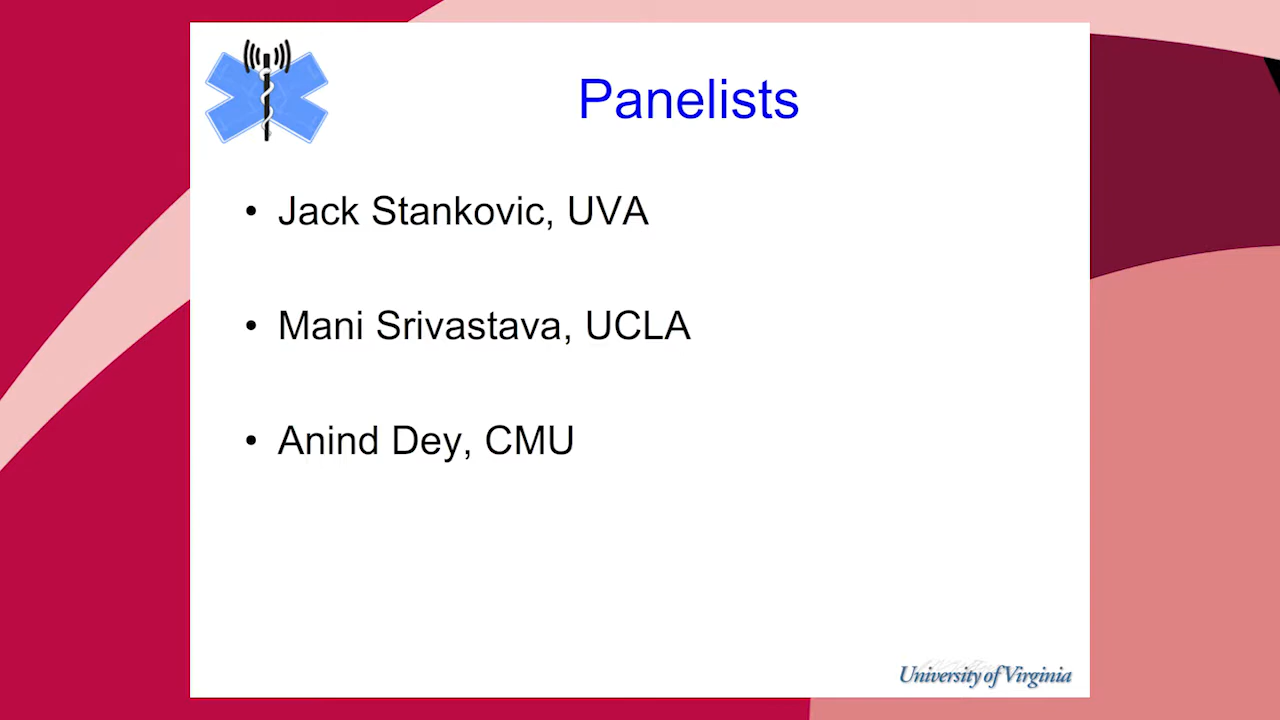 Panelists
• Jack Stankovic, UVA
• Mani Srivastava, UCLA
• Anind Dey, CMU
University of Virginia